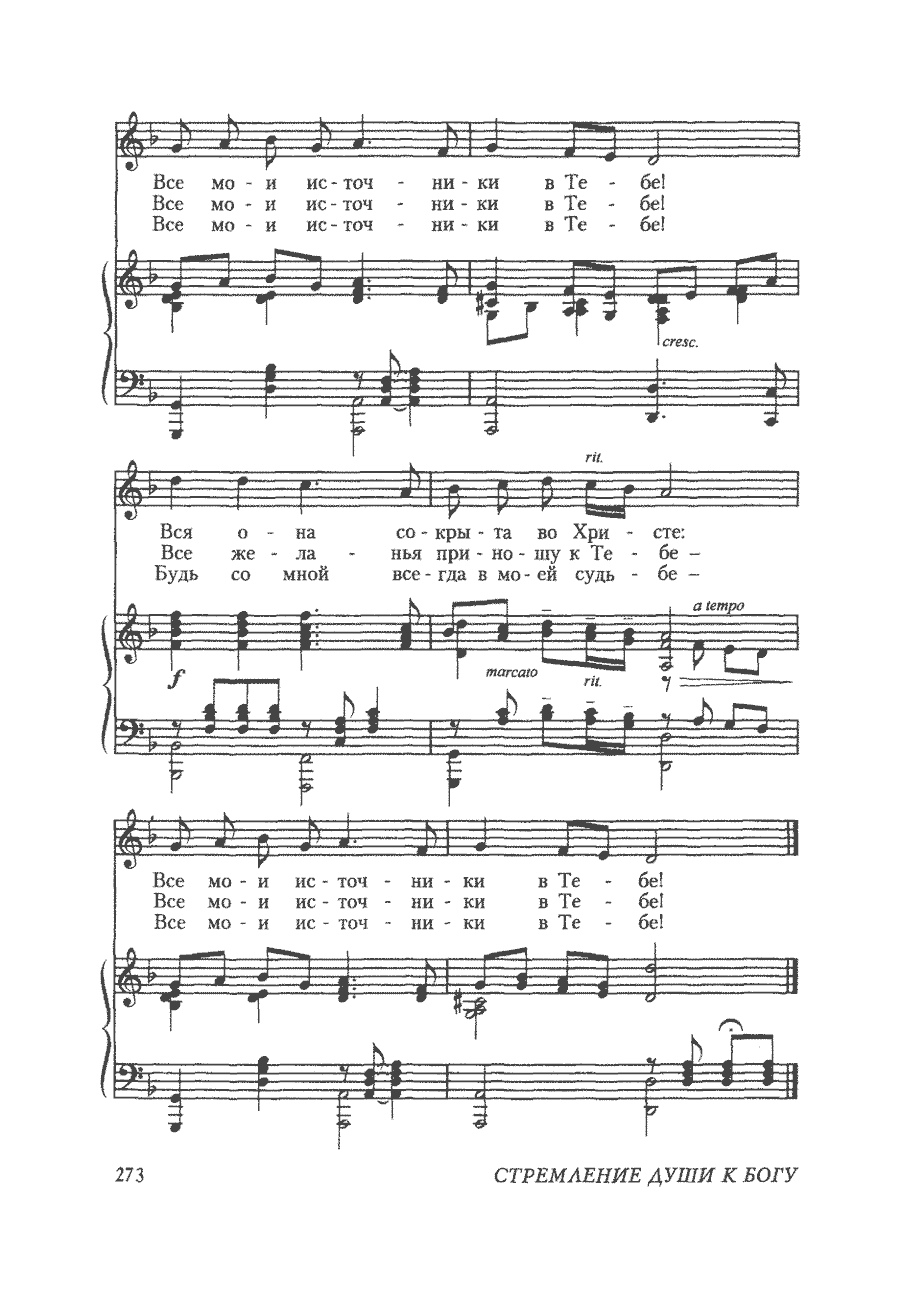 Все мо - и ис - точ - ни - ки в Те - бе!
Все мо - и ис - точ - ни - ки в Те - бе!
Все мо - и ис - точ - ни - ки в Те - бе!
cresc.
rit.
Вся о - на со - кры - та во Хри - сте:
Все же - ла - нья при - но - шу к Те - бе –
Будь со мной все - гда в мо - ей судь - бе –
a tempo
f marcato rit.
Все мо - и ис - точ - ни - ки в Те - бе!
Все мо - и ис - точ - ни - ки в Те - бе!
Все мо - и ис - точ - ни - ки в Те - бе!
273 СТРЕМЛЕНИЕ ДУШИ К БОГУ